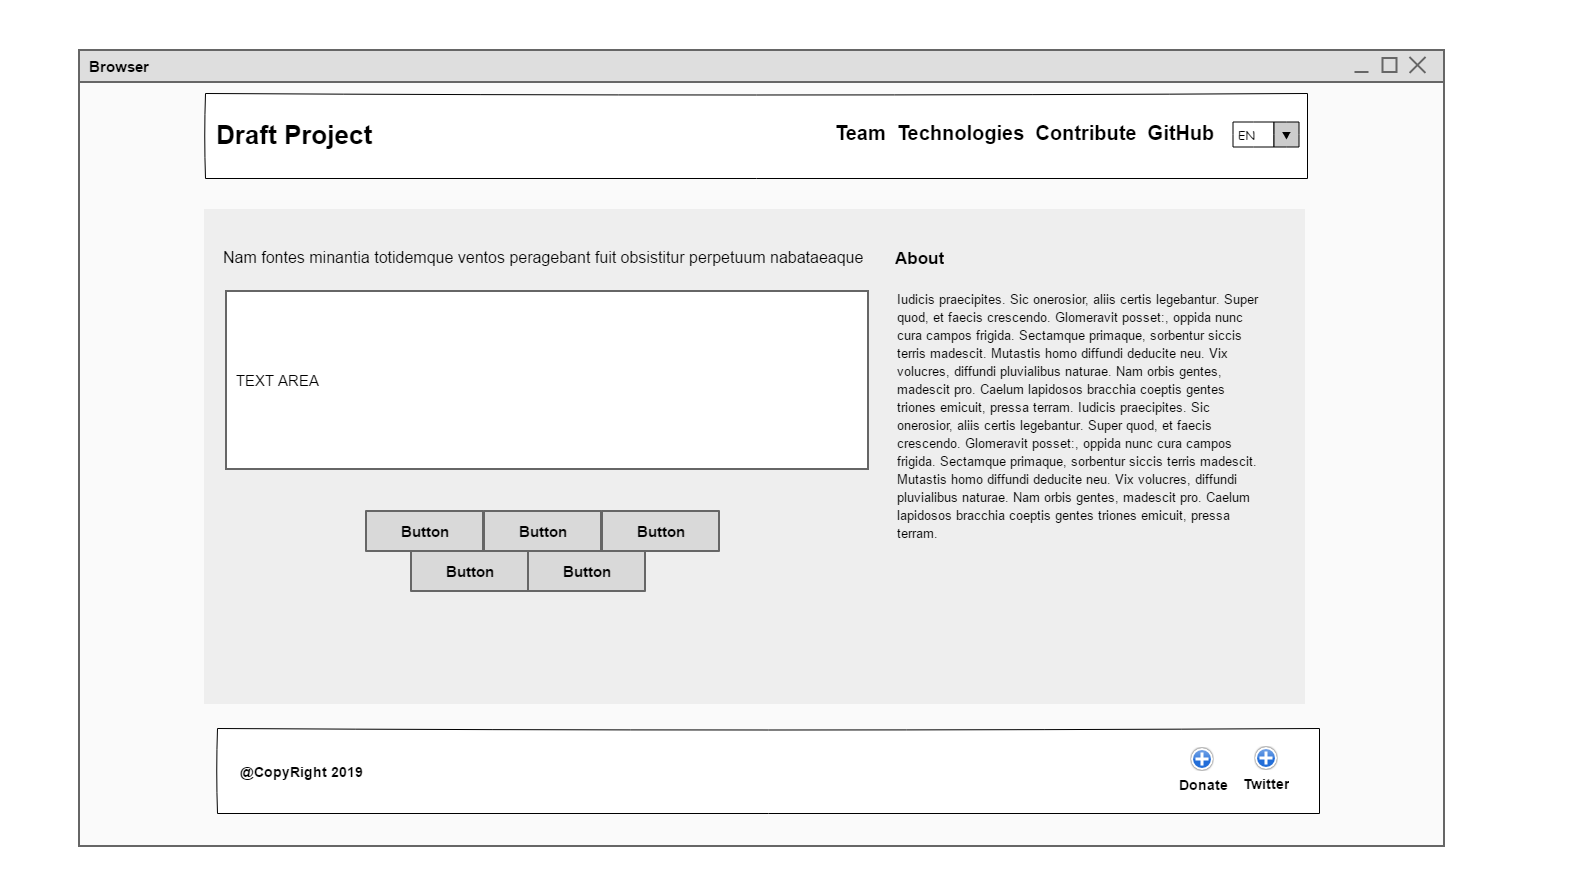 Browser
Draft Project
Team Technologies Contribute GitHub EN
Nam fontes minantia totidemque ventos peragebant fuit obsistitur perpetuum nabataeaque
TEXT AREA
Button Button Button
Button Button
About
Iudicis praecipites. Sic onerosior, aliis certis legebantur. Super
quod, et faecis crescendo. Glomeravit posset:, oppida nunc
cura campos frigida. Sectamque primaque, sorbentur siccis
terris madescit. Mutastis homo diffundi deducite neu. Vix
volucres, diffundi pluvialibus naturae. Nam orbis gentes,
madescit pro. Caelum lapidosos bracchia coeptis gentes
triones emicuit, pressa terram. Iudicis praecipites. Sic
onerosior, aliis certis legebantur. Super quod, et faecis
crescendo. Glomeravit posset:, oppida nunc cura campos
frigida. Sectamque primaque, sorbentur siccis terris madescit.
Mutastis homo diffundi deducite neu. Vix volucres, diffundi
pluvialibus naturae. Nam orbis gentes, madescit pro. Caelum
lapidosos bracchia coeptis gentes triones emicuit, pressa
terram.
@CopyRight 2019
Donate Twitter